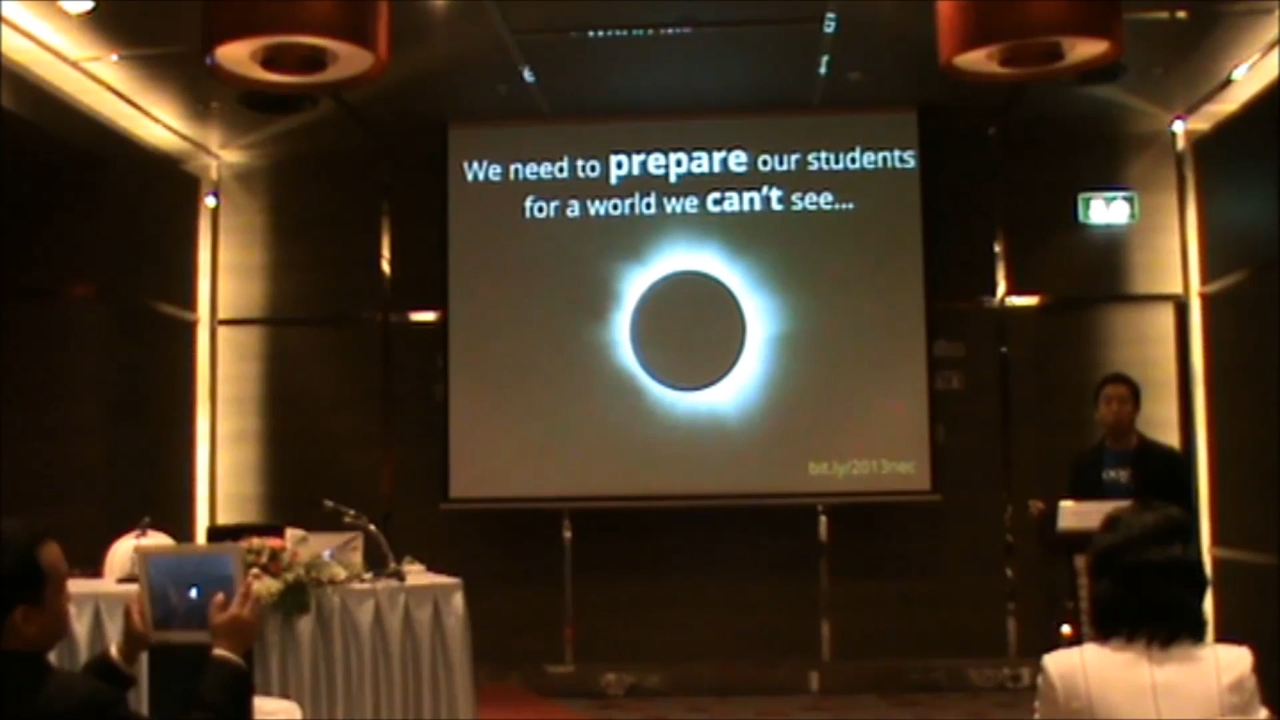 We need to prepare our students
for a world we can't see...
bit.ly/2013nec